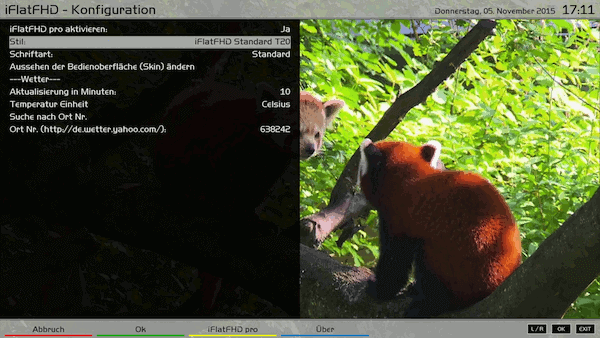 iFlatFHD - Konfiguration
Donnerstag, 05. November 2015 17:11
iFlatFHD pro aktivieren: Ja
Stil: iFlatFHD Standard T20
Schriftart: Standard
Aussehen der Bedienoberfläche (Skin) ändern
---Wetter---
Aktualisierung in Minuten: 10
Temperatur Einheit Celsius
Suche nach Ort Nr.
Ort Nr. (http://de.wetter.yahoo.com/): 638242
Abbruch Ok iFlatFHD pro Über L/R OK EXIT